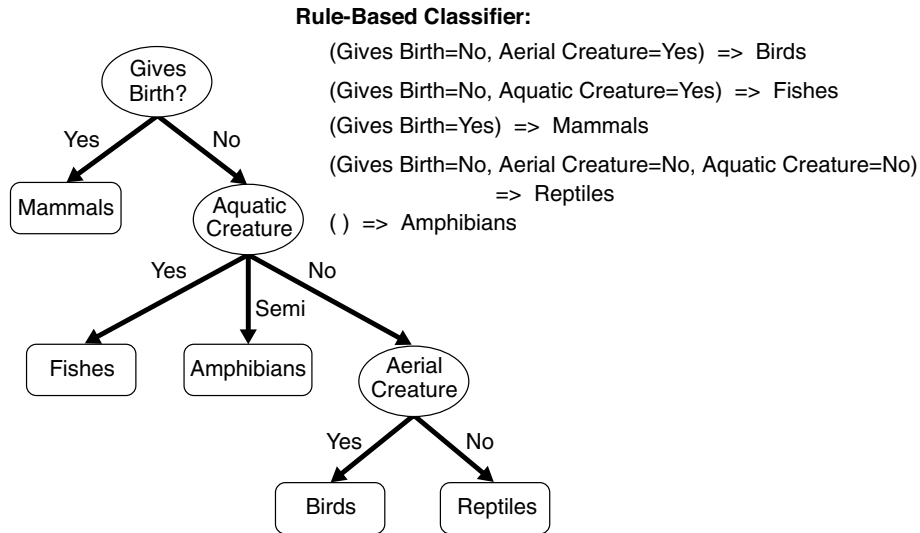 Rule-Based Classifier:
(Gives Birth=No, Aerial Creature=Yes) => Birds
(Gives Birth=No, Aquatic Creature=Yes) => Fishes
(Gives Birth=Yes) => Mammals
(Gives Birth=No, Aerial Creature=No, Aquatic Creature=No)
=> Reptiles
( ) => Amphibians
Gives
Birth?
Yes
No
Mammals
Aquatic
Creature
Yes
Semi
No
Fishes
Amphibians
Aerial
Creature
Yes
No
Birds
Reptiles